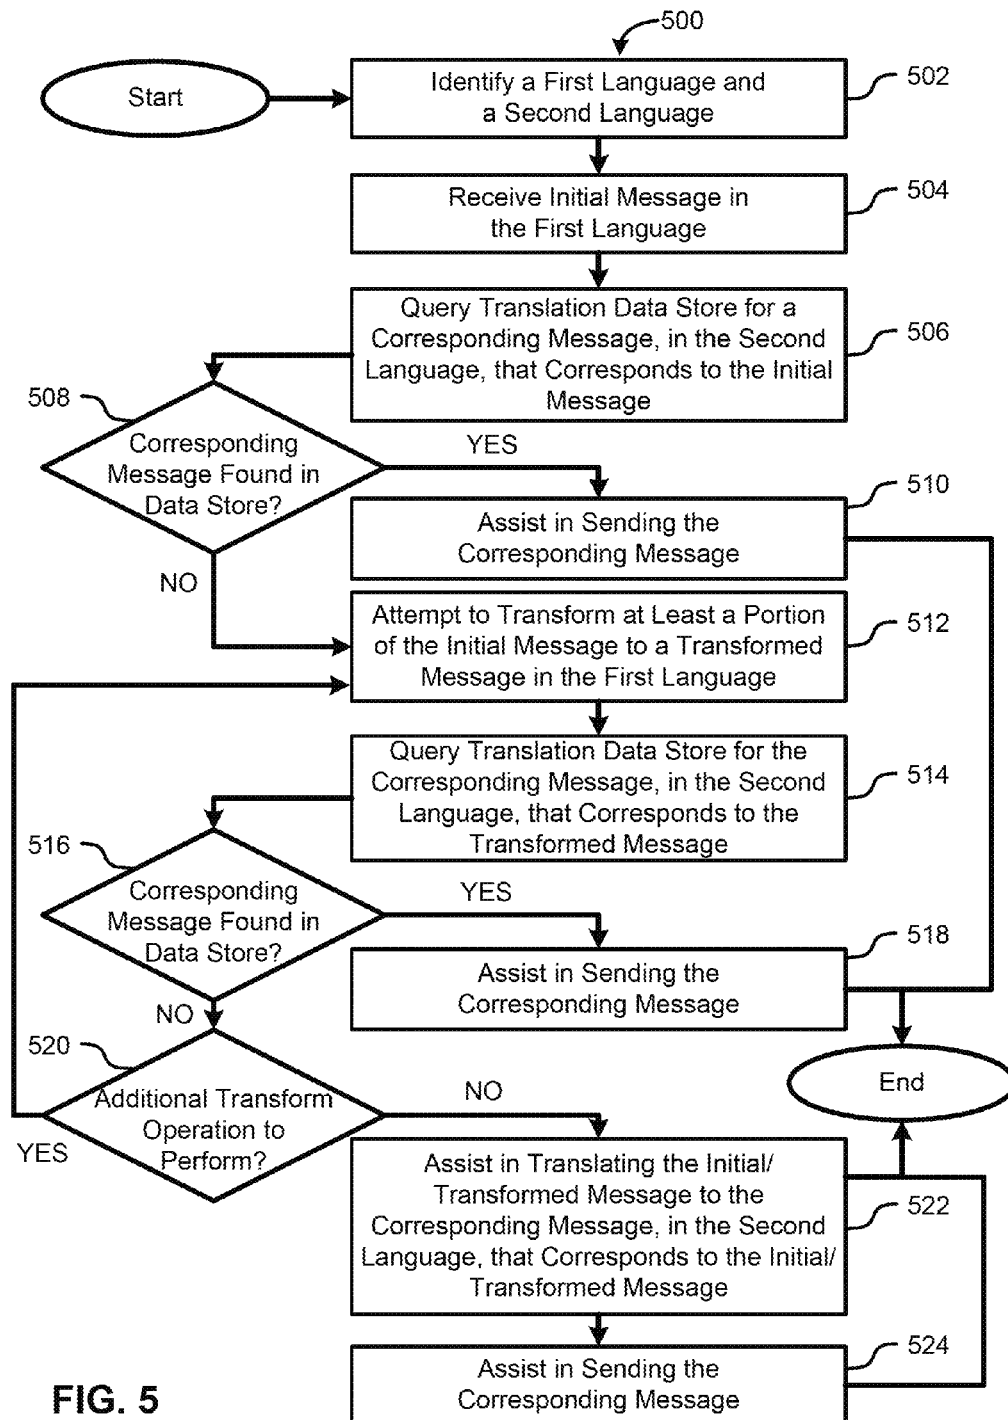 500
Start
Identify a First Language and
a Second Language
502
Receive Initial Message in
the First Language
504
Query Translation Data Store for a
Corresponding Message, in the Second
Language, that Corresponds to the Initial
Message
506
508
Corresponding
Message Found in
Data Store?
YES
NO
Assist in Sending the
Corresponding Message
510
Attempt to Transform at Least a Portion
of the Initial Message to a Transformed
Message in the First Language
512
Query Translation Data Store for the
Corresponding Message, in the Second
Language, that Corresponds to the
Transformed Message
514
516
Corresponding
Message Found in
Data Store?
YES
NO
Assist in Sending the
Corresponding Message
518
End
520
Additional Transform
Operation to
Perform?
YES
NO
Assist in Translating the Initial/
Transformed Message to the
Corresponding Message, in the Second
Language, that Corresponds to the Initial/
Transformed Message
522
Assist in Sending the
Corresponding Message
524
FIG. 5